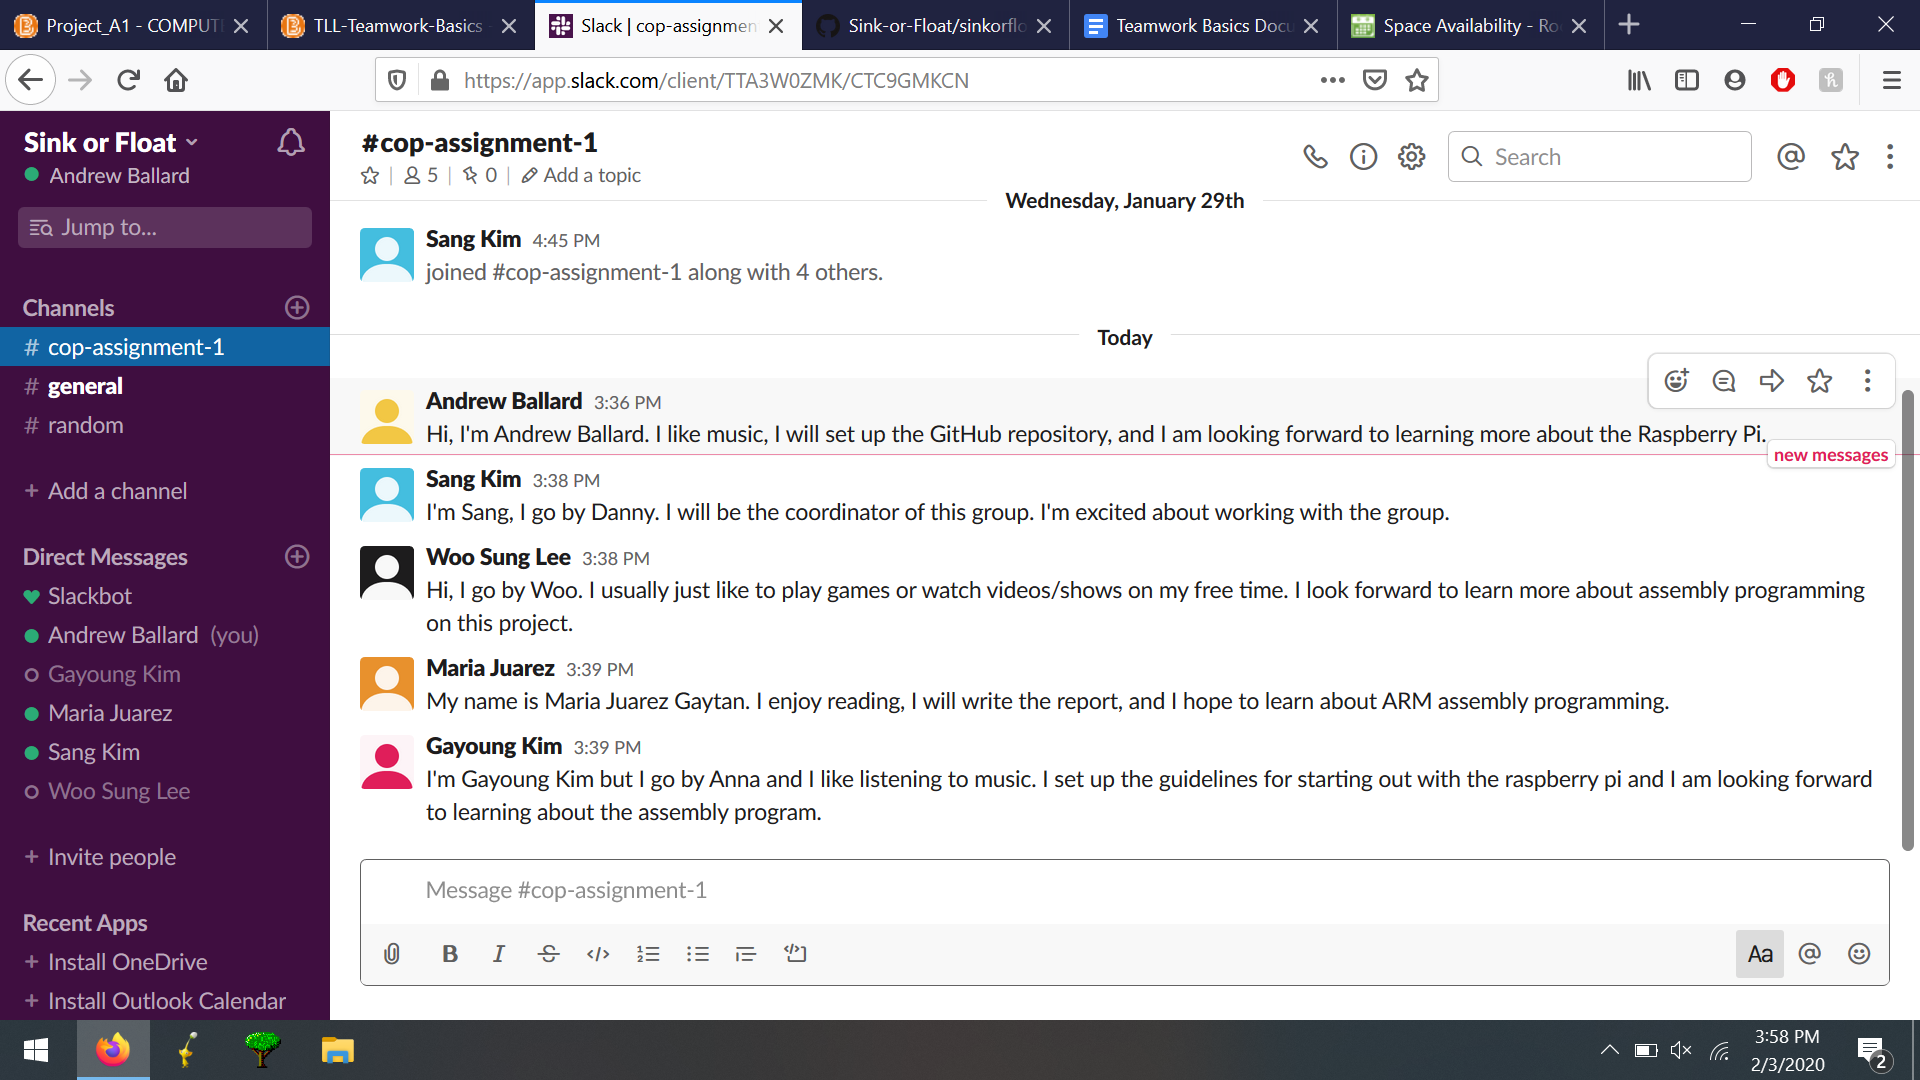 Project_A1 - COMPUT
TLL-Teamwork-Basics
Slack | cop-assignmen
Sink-or-Float/sinkorflo
Teamwork Basics Docu
Space Availability - Ro
https://app.slack.com/client/TTA3W0ZMK/CTC9GMKCN
Sink or Float
Andrew Ballard
Jump to...
Channels
# cop-assignment-1
# general
# random
+ Add a channel
Direct Messages
Slackbot
Andrew Ballard (you)
Gayoung Kim
Maria Juarez
Sang Kim
Woo Sung Lee
+ Invite people
Recent Apps
+ Install OneDrive
+ Install Outlook Calendar
#cop-assignment-1
5 | 0 | Add a topic
Search
Wednesday, January 29th
Sang Kim 4:45 PM
joined #cop-assignment-1 along with 4 others.
Today
Andrew Ballard 3:36 PM
Hi, I'm Andrew Ballard. I like music, I will set up the GitHub repository, and I am looking forward to learning more about the Raspberry Pi.
new messages
Sang Kim 3:38 PM
I'm Sang, I go by Danny. I will be the coordinator of this group. I'm excited about working with the group.
Woo Sung Lee 3:38 PM
Hi, I go by Woo. I usually just like to play games or watch videos/shows on my free time. I look forward to learn more about assembly programming
on this project.
Maria Juarez 3:39 PM
My name is Maria Juarez Gaytan. I enjoy reading, I will write the report, and I hope to learn about ARM assembly programming.
Gayoung Kim 3:39 PM
I'm Gayoung Kim but I go by Anna and I like listening to music. I set up the guidelines for starting out with the raspberry pi and I am looking forward
to learning about the assembly program.
Message #cop-assignment-1
B I S </> Aa @
3:58 PM
2/3/2020
2